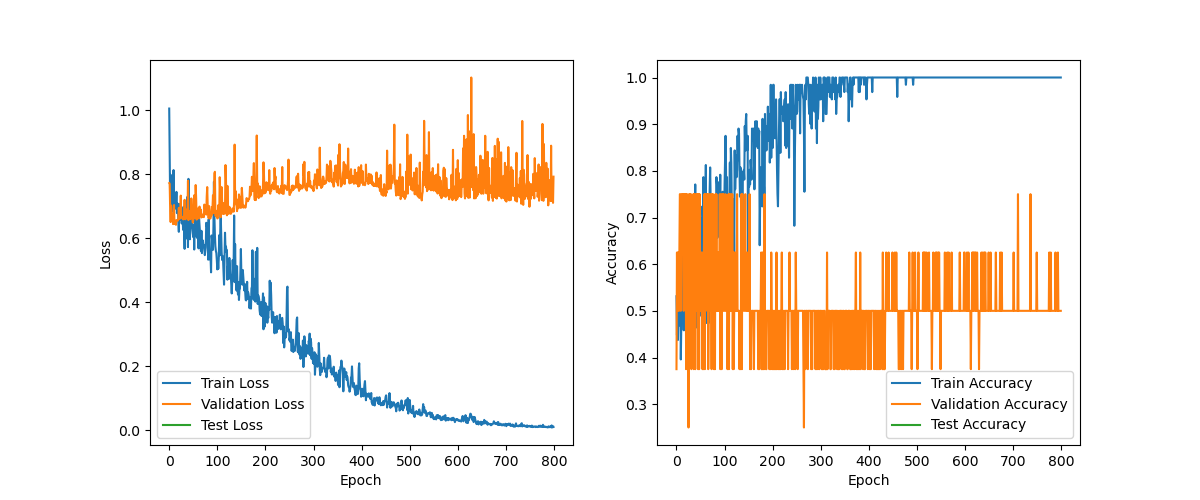 1.0
0.8
0.6
0.4
0.2
0.0
Loss
Train Loss
Validation Loss
Test Loss
0 100 200 300 400 500 600 700 800
Epoch
1.0
0.9
0.8
0.7
0.6
0.5
0.4
0.3
Accuracy
Train Accuracy
Validation Accuracy
Test Accuracy
0 100 200 300 400 500 600 700 800
Epoch